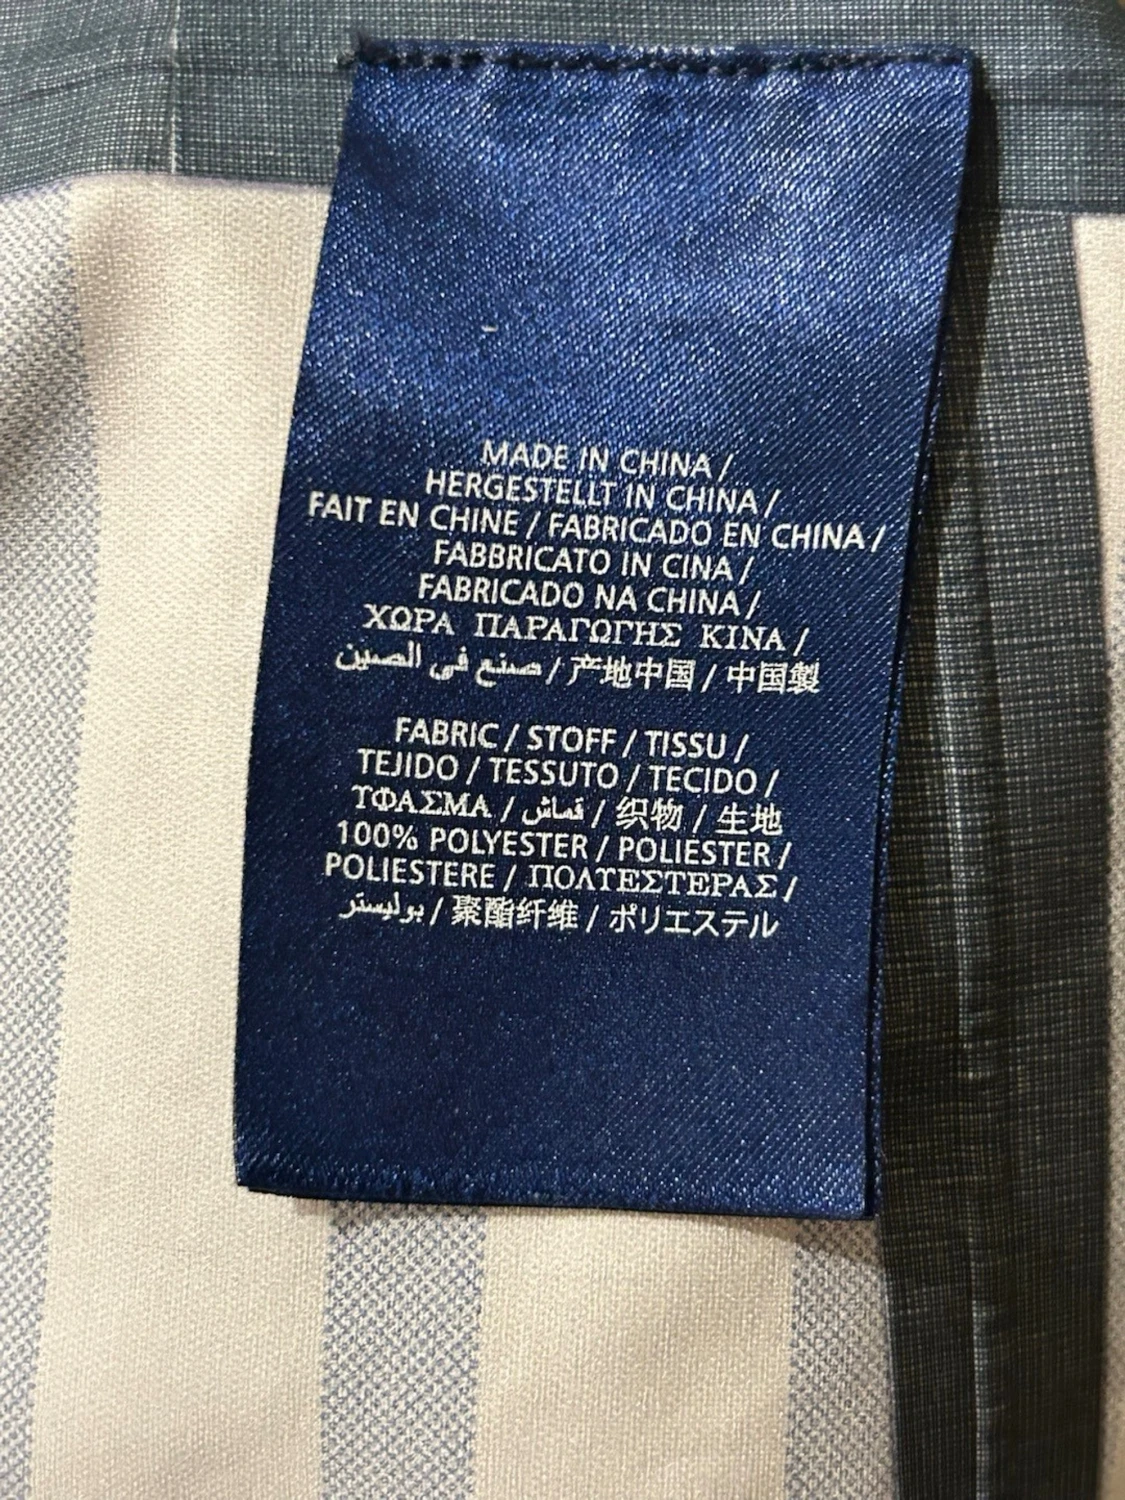 MADE IN CHINA /
HERGESTELLT IN CHINA /
FAIT EN CHINE / FABRICADO EN CHINA /
FABBRICATO IN CINA /
FABRICADO NA CHINA /
ΧΩΡΑ ΠΑΡΑΓΩΓΗΣ ΚΙΝΑ /
صنع في الصين / 产地中国 / 中国製
FABRIC / STOFF / TISSU /
TEJIDO / TESSUTO / TECIDO /
ΤΦΑΣΜΑ / قماش / 织物 / 生地
100% POLYESTER / POLIESTER /
POLIESTERE / ΠΟΛΥΕΣΤΕΡΑΣ /
بوليستر / 聚酯纤维 / ポリエステル